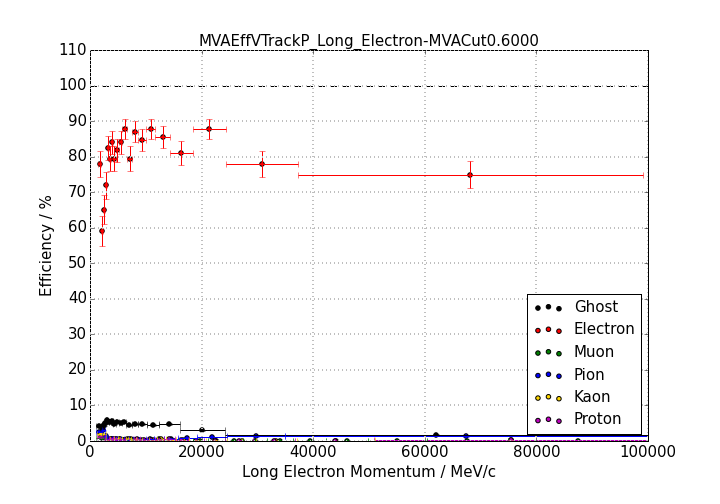 MVAEffVTrackP_Long_Electron-MVACut0.6000
Efficiency / %
110
100
90
80
70
60
50
40
30
20
10
0
Ghost
Electron
Muon
Pion
Kaon
Proton
0 20000 40000 60000 80000 100000
Long Electron Momentum / MeV/c